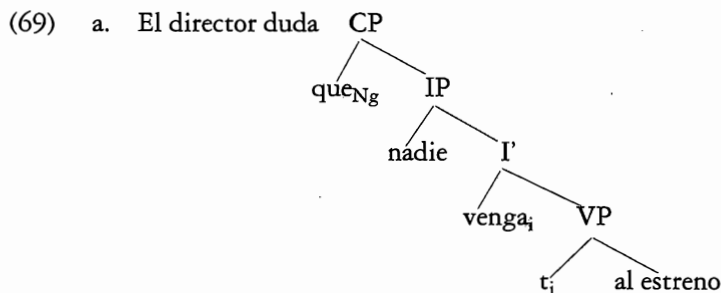 (69) a. El director duda CP
que_Ng IP
nadie I'
venga_i VP
t_i al estreno